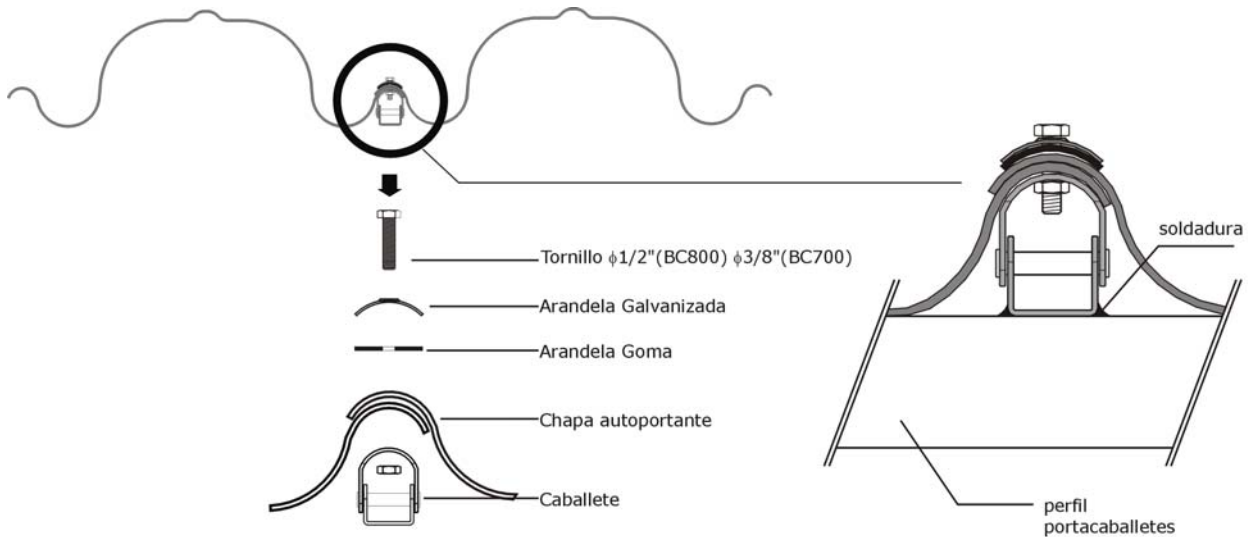 Tornillo ϕ1/2"(BC800) ϕ3/8"(BC700)
Arandela Galvanizada
Arandela Goma
Chapa autoportante
Caballete
soldadura
perfil
portacaballetes